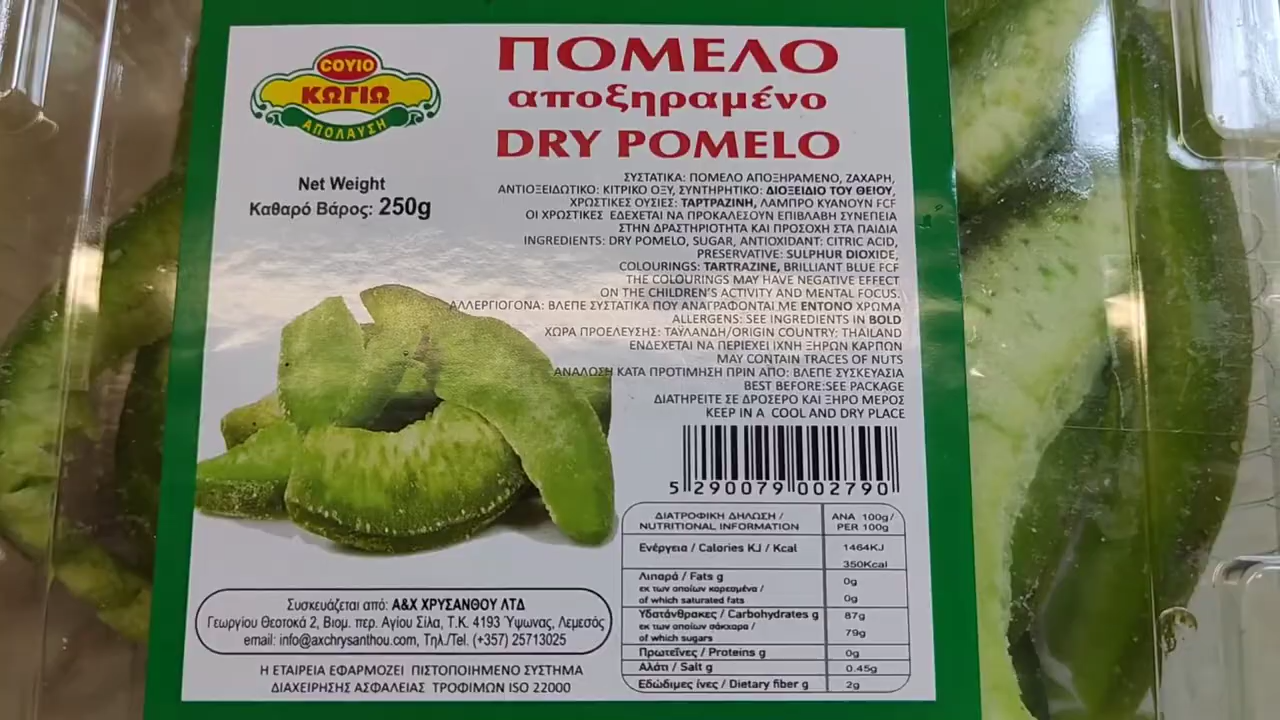 COYIO
ΚΩΓΙΩ
ΑΠΟΛΑΥΣΗ
Net Weight
Καθαρό Βάρος: 250g
ΠΟΜΕΛΟ
αποξηραμένο
DRY POMELO
ΣΥΣΤΑΤΙΚΑ: ΠΟΜΕΛΟ ΑΠΟΞΗΡΑΜΕΝΟ, ΖΑΧΑΡΗ,
ΑΝΤΙΟΞΕΙΔΩΤΙΚΟ: ΚΙΤΡΙΚΟ ΟΞΥ, ΣΥΝΤΗΡΗΤΙΚΟ: ΔΙΟΞΕΙΔΙΟ ΤΟΥ ΘΕΙΟΥ,
ΧΡΩΣΤΙΚΕΣ ΟΥΣΙΕΣ: ΤΑΡΤΡΑΖΙΝΗ, ΛΑΜΠΡΟ ΚΥΑΝΟΥΝ FCF
ΟΙ ΧΡΩΣΤΙΚΕΣ ΕΔΕΧΕΤΑΙ ΝΑ ΠΡΟΚΑΛΕΣΟΥΝ ΕΠΙΒΛΑΒΗ ΣΥΝΕΠΕΙΑ
ΣΤΗΝ ΔΡΑΣΤΗΡΙΟΤΗΤΑ ΚΑΙ ΠΡΟΣΟΧΗ ΣΤΑ ΠΑΙΔΙΑ
INGREDIENTS: DRY POMELO, SUGAR, ANTIOXIDANT: CITRIC ACID,
PRESERVATIVE: SULPHUR DIOXIDE,
COLOURINGS: TARTRAZINE, BRILLIANT BLUE FCF
THE COLOURINGS MAY HAVE NEGATIVE EFFECT
ON THE CHILDREN'S ACTIVITY AND MENTAL FOCUS.
ΑΛΛΕΡΓΙΟΓΟΝΑ: ΒΛΕΠΕ ΣΥΣΤΑΤΙΚΑ ΠΟΥ ΑΝΑΓΡΑΦΟΝΤΑΙ ΜΕ ΕΝΤΟΝΟ ΧΡΩΜΑ
ALLERGENS: SEE INGREDIENTS IN BOLD
ΧΩΡΑ ΠΡΟΕΛΕΥΣΗΣ: ΤΑΫΛΑΝΔΗ/ORIGIN COUNTRY: THAILAND
ΕΝΔΕΧΕΤΑΙ ΝΑ ΠΕΡΙΕΧΕΙ ΙΧΝΗ ΞΗΡΩΝ ΚΑΡΠΩΝ
MAY CONTAIN TRACES OF NUTS
ΑΝΑΛΩΣΗ ΚΑΤΑ ΠΡΟΤΙΜΗΣΗ ΠΡΙΝ ΑΠΟ: ΒΛΕΠΕ ΣΥΣΚΕΥΑΣΙΑ
BEST BEFORE:SEE PACKAGE
ΔΙΑΤΗΡΕΙΤΕ ΣΕ ΔΡΟΣΕΡΟ ΚΑΙ ΞΗΡΟ ΜΕΡΟΣ
KEEP IN A COOL AND DRY PLACE
5 290079 002790
ΔΙΑΤΡΟΦΙΚΗ ΔΗΛΩΣΗ / ΑΝΑ 100g/
NUTRITIONAL INFORMATION PER 100g
Ενέργεια / Calories KJ / Kcal 1464KJ
350Kcal
Λιπαρά / Fats g 0g
εκ των οποίων κορεσμένα /
of which saturated fats 0g
Υδατάνθρακες / Carbohydrates g 87g
εκ των οποίων σάκχαρα /
of which sugars 79g
Πρωτεΐνες / Proteins g 0g
Αλάτι / Salt g 0.45g
Εδώδιμες ίνες / Dietary fiber g 2g
Συσκευάζεται από: Α&Χ ΧΡΥΣΑΝΘΟΥ ΛΤΔ
Γεωργίου Θεοτοκά 2, Βιομ. περ. Αγίου Σίλα, Τ.Κ. 4193 Ύψωνας, Λεμεσός
email: info@axchrysanthou.com, Τηλ./Tel. (+357) 25713025
Η ΕΤΑΙΡΕΙΑ ΕΦΑΡΜΟΖΕΙ ΠΙΣΤΟΠΟΙΗΜΕΝΟ ΣΥΣΤΗΜΑ
ΔΙΑΧΕΙΡΗΣΗΣ ΑΣΦΑΛΕΙΑΣ ΤΡΟΦΙΜΩΝ ISO 22000